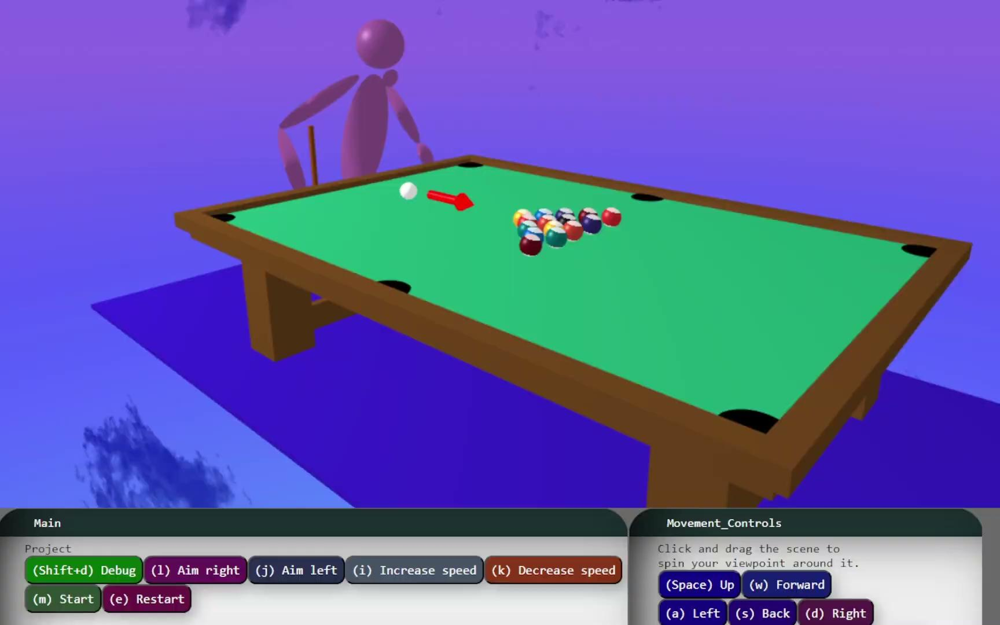 Main
Project
(Shift+d) Debug (l) Aim right (j) Aim left (i) Increase speed (k) Decrease speed
(m) Start (e) Restart
Movement_Controls
Click and drag the scene to
spin your viewpoint around it.
(Space) Up (w) Forward
(a) Left (s) Back (d) Right